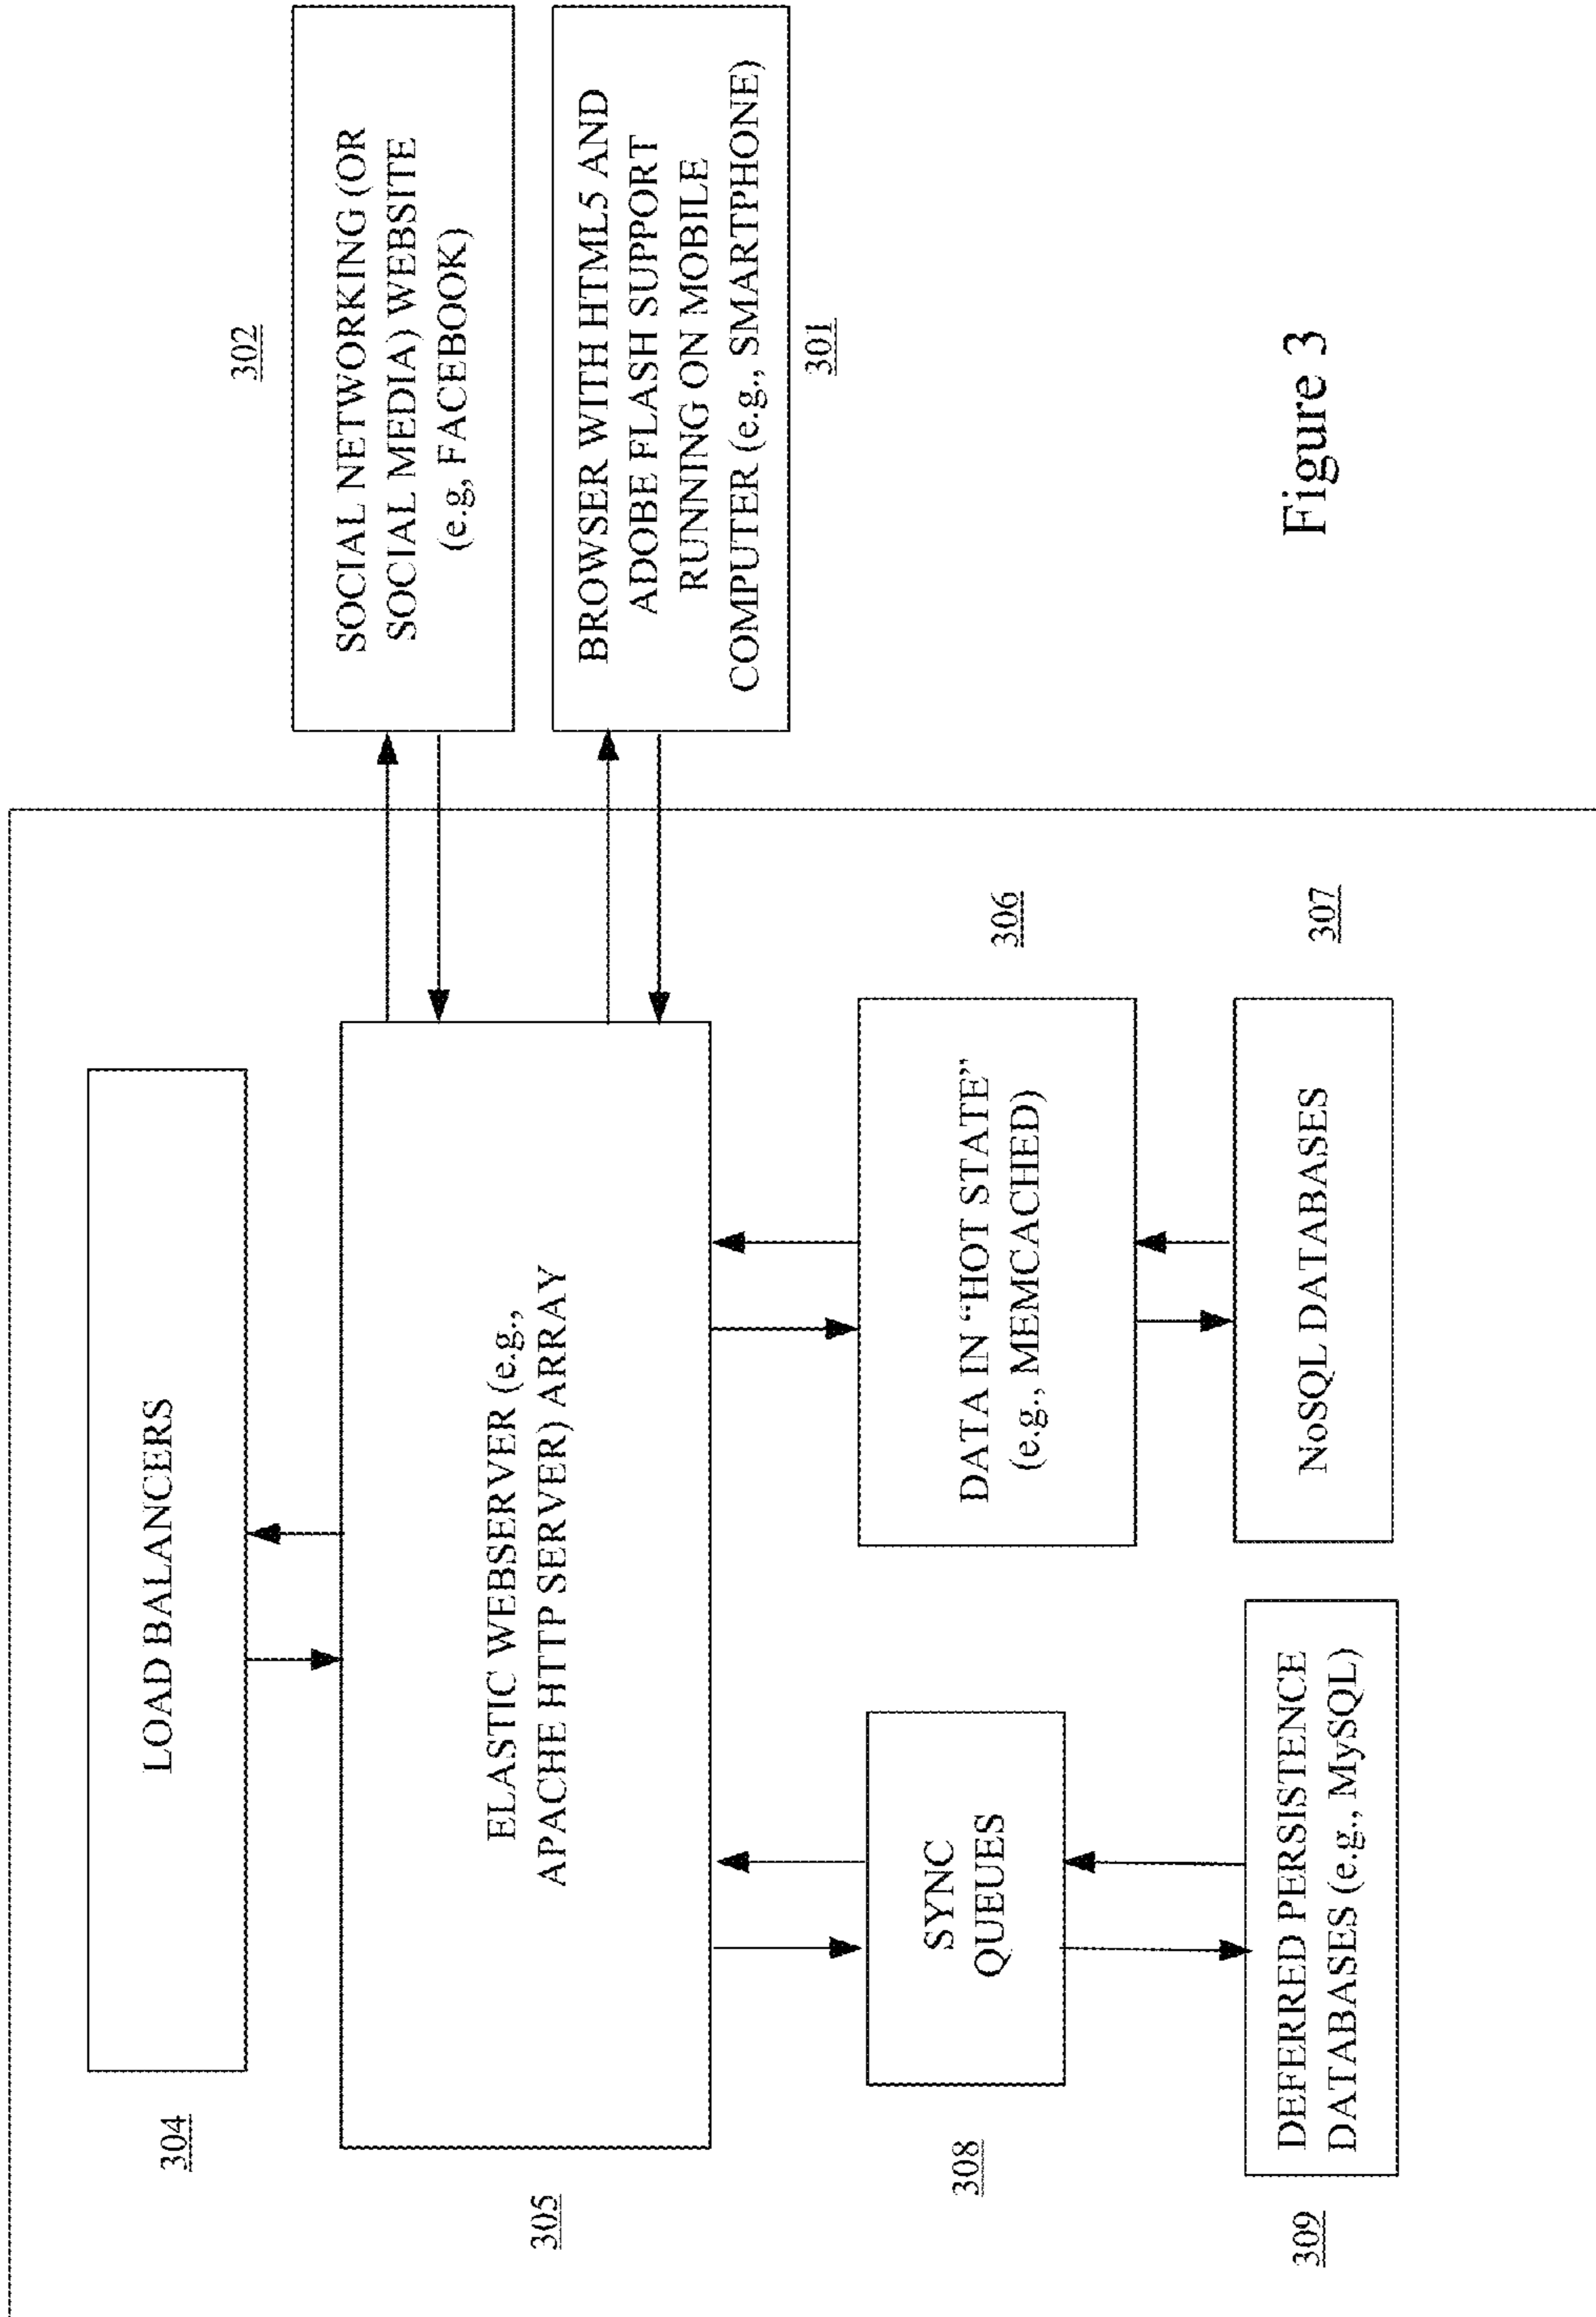 304
LOAD BALANCERS
305
ELASTIC WEBSERVER (e.g.,
APACHE HTTP SERVER) ARRAY
302
SOCIAL NETWORKING (OR
SOCIAL MEDIA) WEBSITE
(e.g, FACEBOOK)
BROWSER WITH HTML5 AND
ADOBE FLASH SUPPORT
RUNNING ON MOBILE
COMPUTER (e.g., SMARTPHONE)
301
308
SYNC
QUEUES
306
DATA IN “HOT STATE”
(e.g., MEMCACHED)
309
DEFERRED PERSISTENCE
DATABASES (e.g., MySQL)
307
NoSQL DATABASES
Figure 3